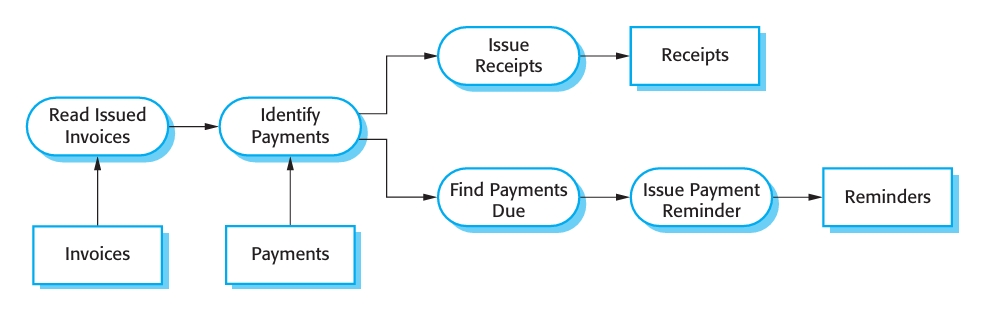 Issue
Receipts
Receipts
Read Issued
Invoices
Identify
Payments
Find Payments
Due
Issue Payment
Reminder
Reminders
Invoices
Payments